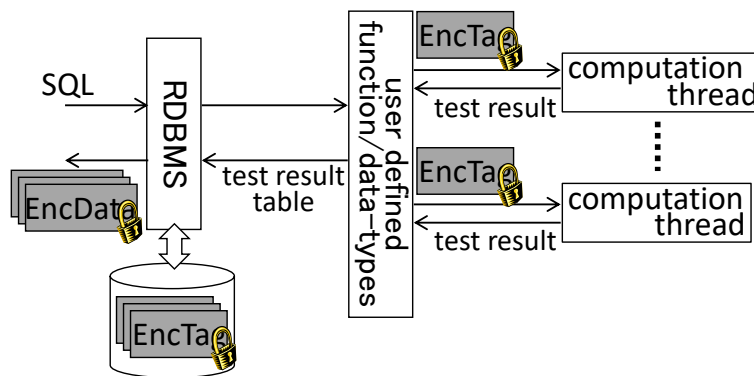 SQL
EncData
RDBMS
EncTa
test result
table
user defined
function/data-types
EncTa
test result
computation
thread
EncTa
test result
computation
thread